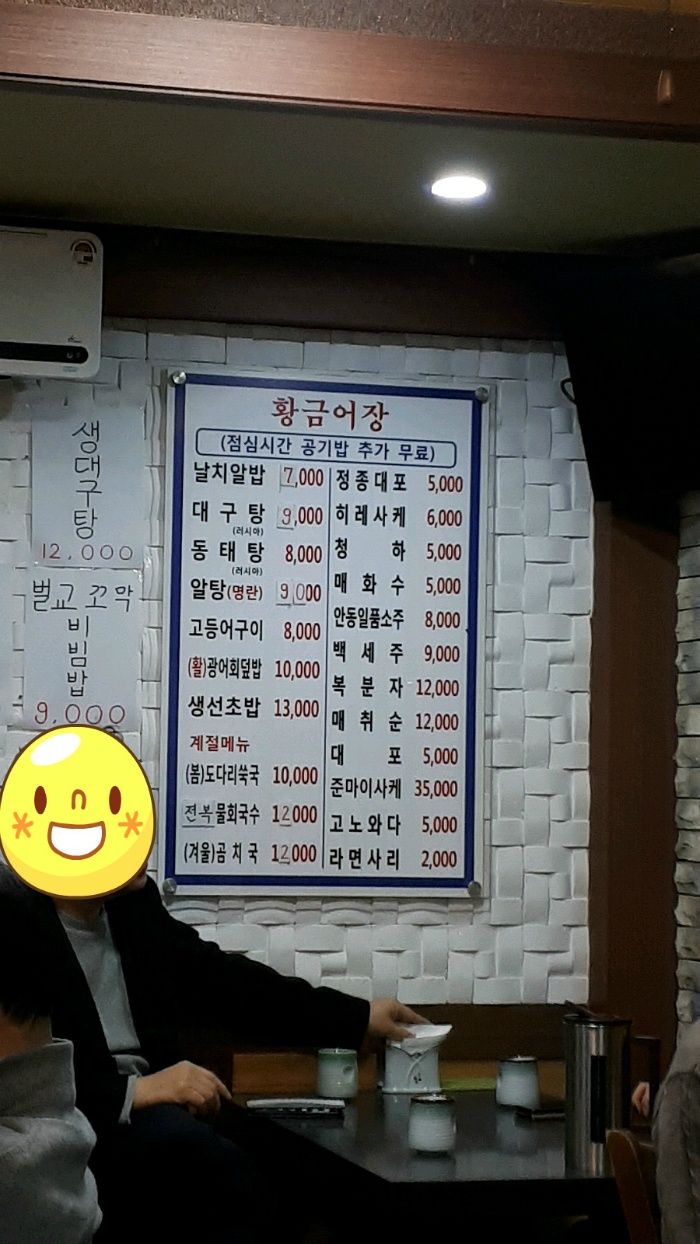 생대구탕
12,000
벌교 꼬막
비빔밥
9,000
황금어장
(점심시간 공기밥 추가 무료)
날치알밥 7,000
대구탕 9,000
(러시아)
동태탕 8,000
(러시아)
알탕(명란) 9000
고등어구이 8,000
(활)광어회덮밥 10,000
생선초밥 13,000
계절메뉴
(봄)도다리쑥국 10,000
전복물회국수 12000
(겨울)곰치국 12000
정종대포 5,000
히레사케 6,000
청하 5,000
매화수 5,000
안동일품소주 8,000
백세주 9,000
복분자 12,000
매취순 12,000
대포 5,000
준마이사케 35,000
고노와다 5,000
라면사리 2,000